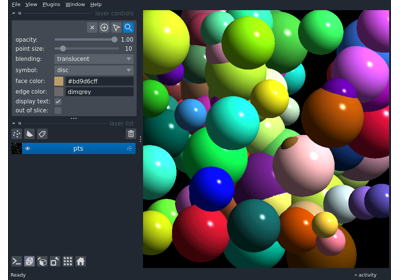 File View Plugins Window Help
layer controls
opacity: 1.00
point size: 10
blending: translucent
symbol: disc
face color: #bd9d6cff
edge color: dimgrey
display text:
out of slice:
layer list
pts
Ready
activity